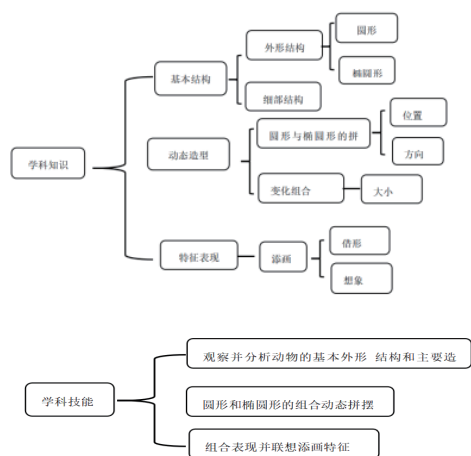 学科知识
基本结构
外形结构
圆形
椭圆形
细部结构
动态造型
圆形与椭圆形的拼
位置
方向
变化组合
大小
特征表现
添画
借形
想象
学科技能
观察并分析动物的基本外形 结构和主要造
圆形和椭圆形的组合动态拼摆
组合表现并联想添画特征